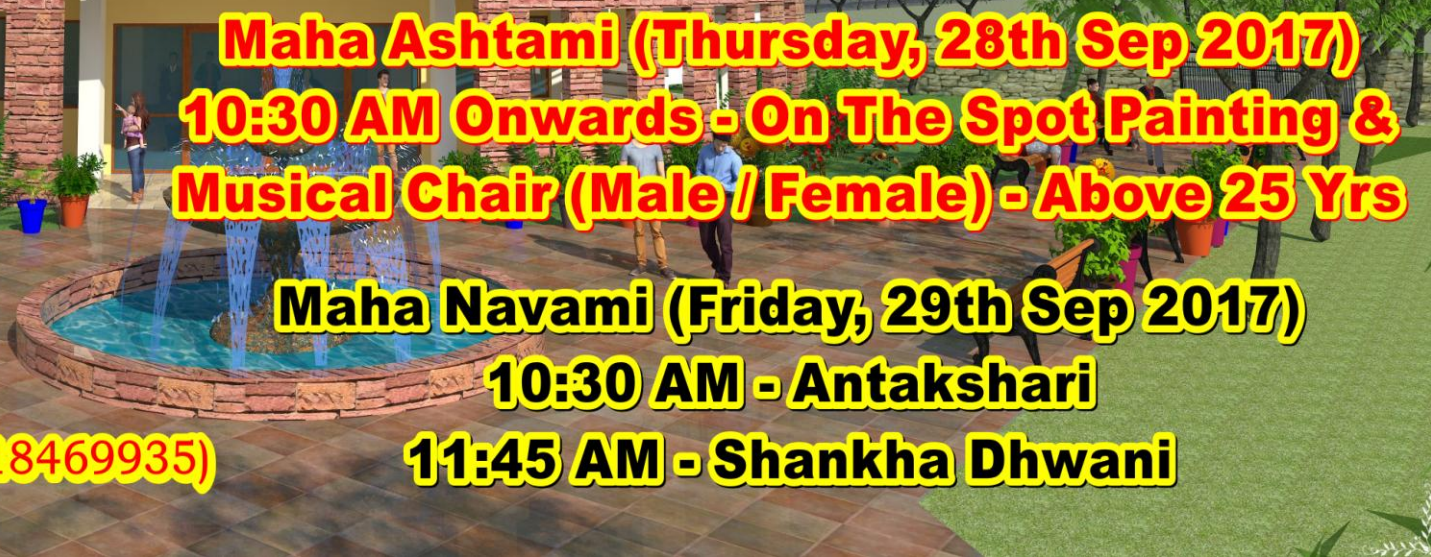 Maha Ashtami (Thursday, 28th Sep 2017)
10:30 AM Onwards - On The Spot Painting &
Musical Chair (Male / Female) - Above 25 Yrs
Maha Navami (Friday, 29th Sep 2017)
10:30 AM - Antakshari
18469935)
11:45 AM - Shankha Dhwani